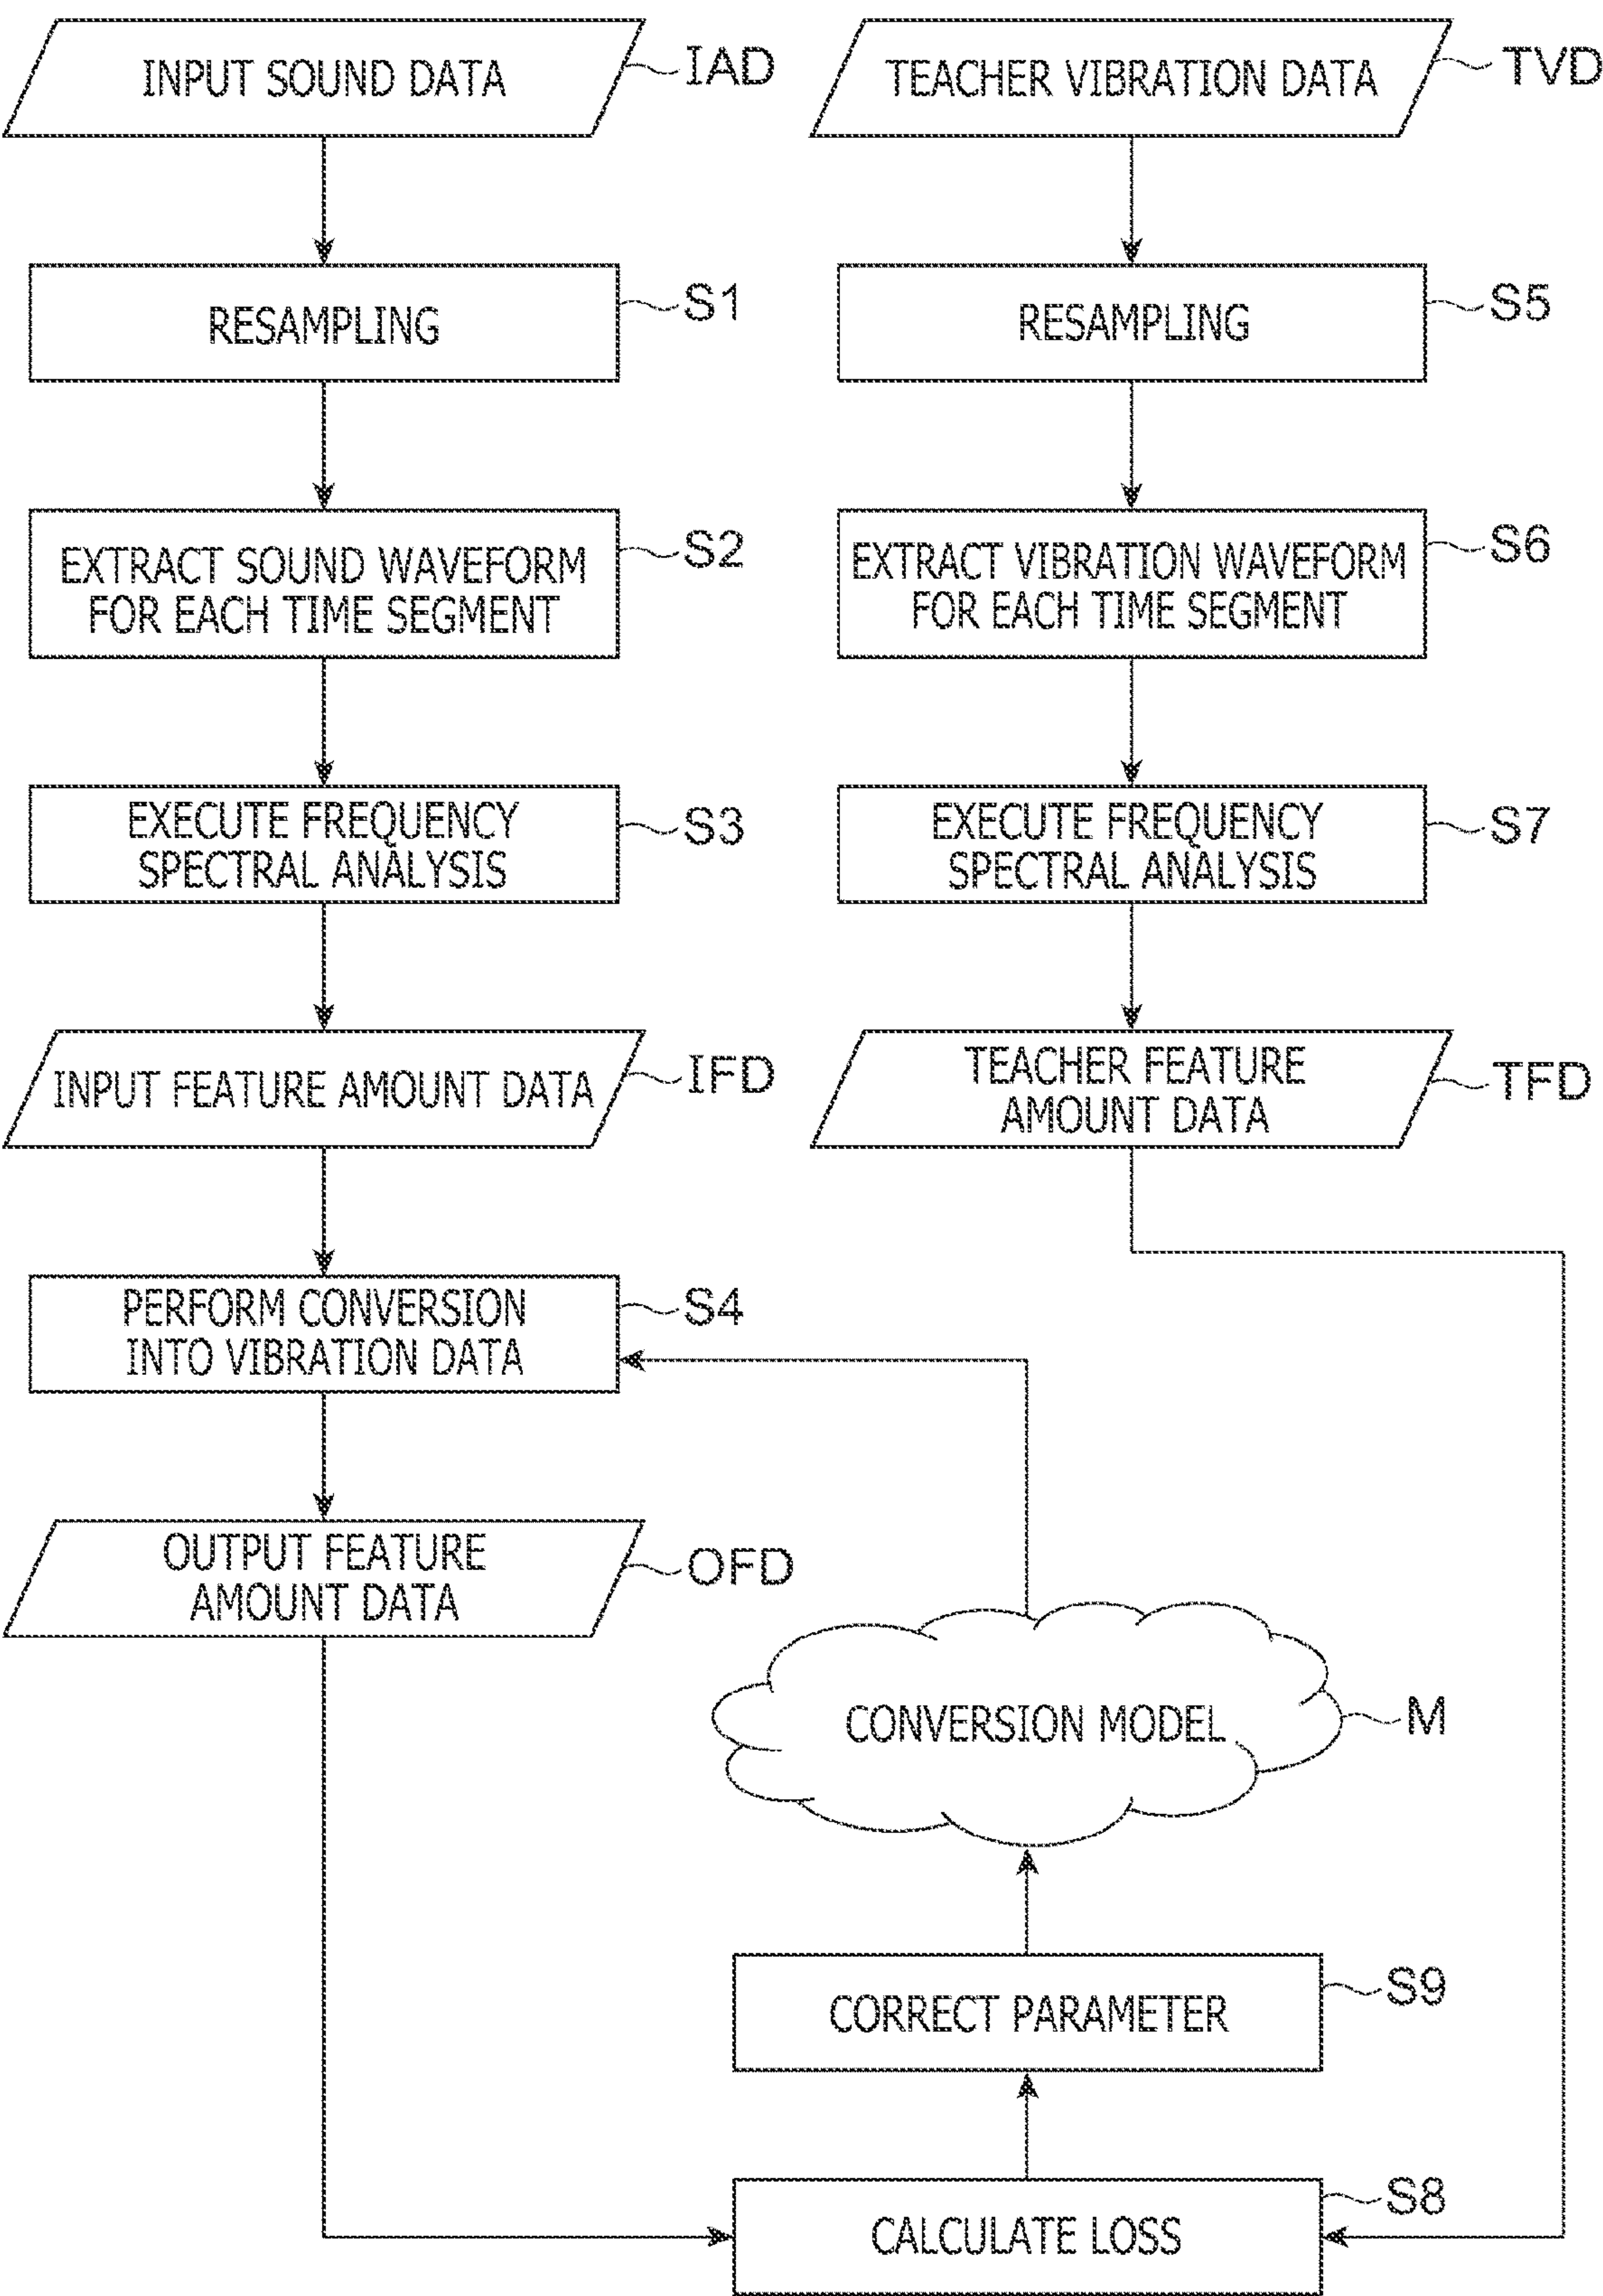 INPUT SOUND DATA
IAD
TEACHER VIBRATION DATA
TVD
RESAMPLING
S1
RESAMPLING
S5
EXTRACT SOUND WAVEFORM
FOR EACH TIME SEGMENT
S2
EXTRACT VIBRATION WAVEFORM
FOR EACH TIME SEGMENT
S6
EXECUTE FREQUENCY
SPECTRAL ANALYSIS
S3
EXECUTE FREQUENCY
SPECTRAL ANALYSIS
S7
INPUT FEATURE AMOUNT DATA
IFD
TEACHER FEATURE
AMOUNT DATA
TFD
PERFORM CONVERSION
INTO VIBRATION DATA
S4
OUTPUT FEATURE
AMOUNT DATA
OFD
CONVERSION MODEL
M
CORRECT PARAMETER
S9
CALCULATE LOSS
S8